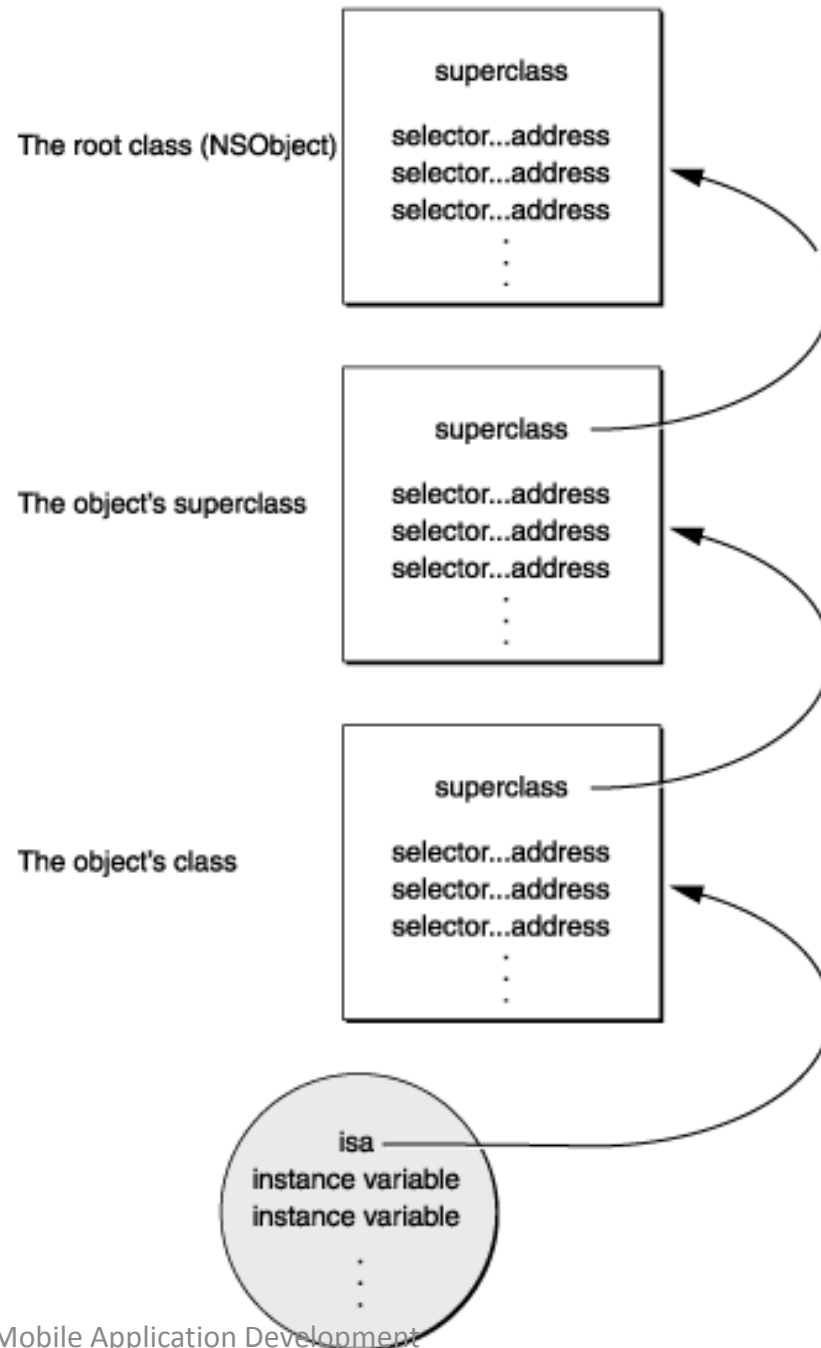 superclass
The root class (NSObject)
selector...address
selector...address
selector...address
.
.
.
superclass
The object's superclass
selector...address
selector...address
selector...address
.
.
.
superclass
The object's class
selector...address
selector...address
selector...address
.
.
.
isa
instance variable
instance variable
.
.
.
Mobile Application Development